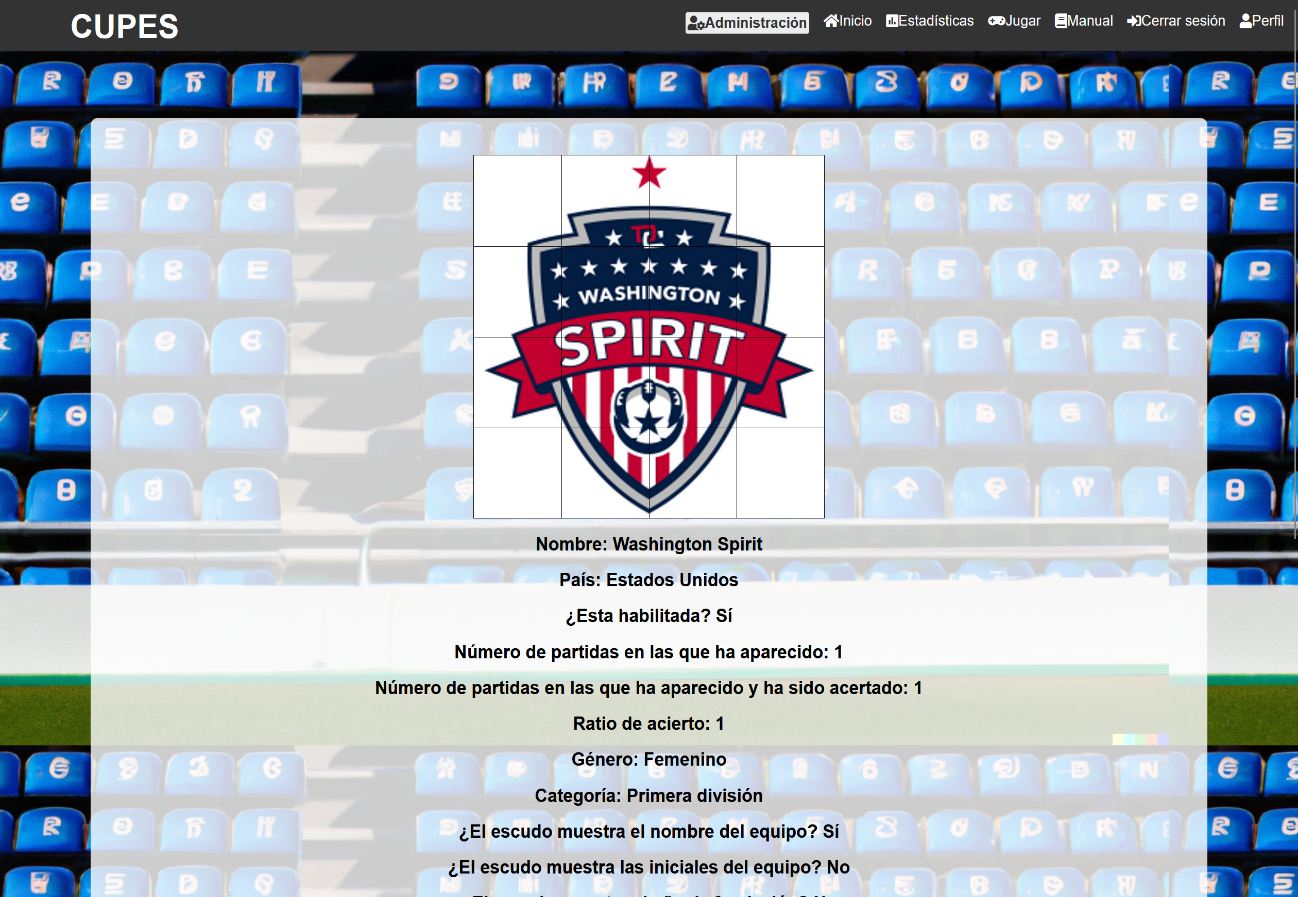 CUPES
Administración Inicio Estadísticas Jugar Manual Cerrar sesión Perfil
DC
WASHINGTON
SPIRIT
Nombre: Washington Spirit
País: Estados Unidos
¿Esta habilitada? Sí
Número de partidas en las que ha aparecido: 1
Número de partidas en las que ha aparecido y ha sido acertado: 1
Ratio de acierto: 1
Género: Femenino
Categoría: Primera división
¿El escudo muestra el nombre del equipo? Sí
¿El escudo muestra las iniciales del equipo? No